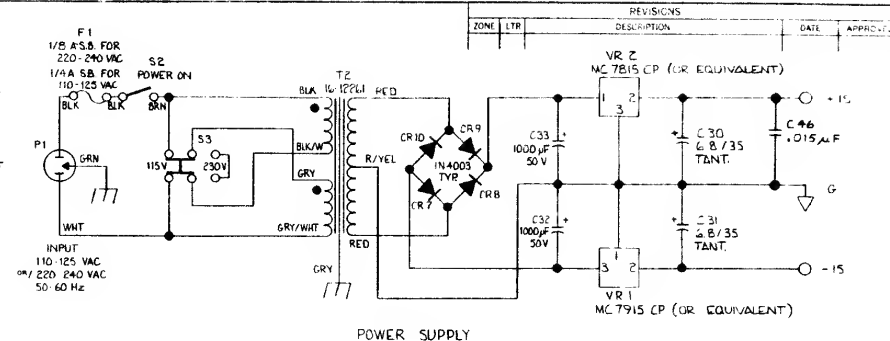 REVISIONS
ZONE LTR DESCRIPTION DATE
F1
1/8 A S.B. FOR
220-240 VAC
1/4A S.B. FOR
110-125 VAC
S2
POWER ON
BLK
BLK
BRN
P1
GRN
WHT
INPUT
110-125 VAC
OR/ 220 240 VAC
50-60 Hz
S3
115V
230V
T2
16-12261
BLK
BLK/W
GRY
GRY/WHT
GRY
RED
R/YEL
RED
CR10
CR9
IN4003
TYP.
CR7
CR8
C33
1000µF
50V
+
C32
1000µF
50V
+
VR 2
MC 7815 CP (OR EQUIVALENT)
1 2
3
C30
6.8/35
TANT.
+
C46
.015µF
+15
G
C31
6.8/35
TANT.
+
3 2
1
-15
VR 1
MC 7915 CP (OR EQUIVALENT)
POWER SUPPLY